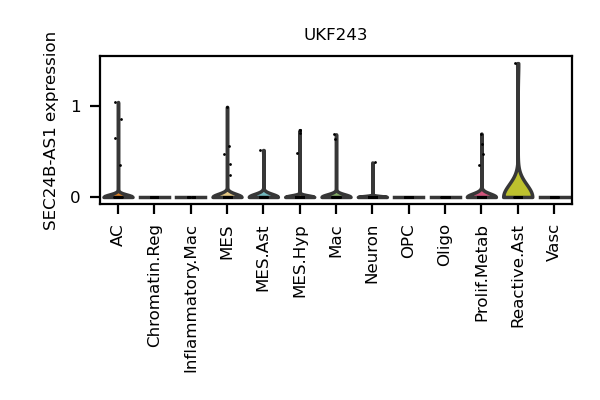 UKF243
SEC24B-AS1 expression
1
0
AC
Chromatin.Reg
Inflammatory.Mac
MES
MES.Ast
MES.Hyp
Mac
Neuron
OPC
Oligo
Prolif.Metab
Reactive.Ast
Vasc